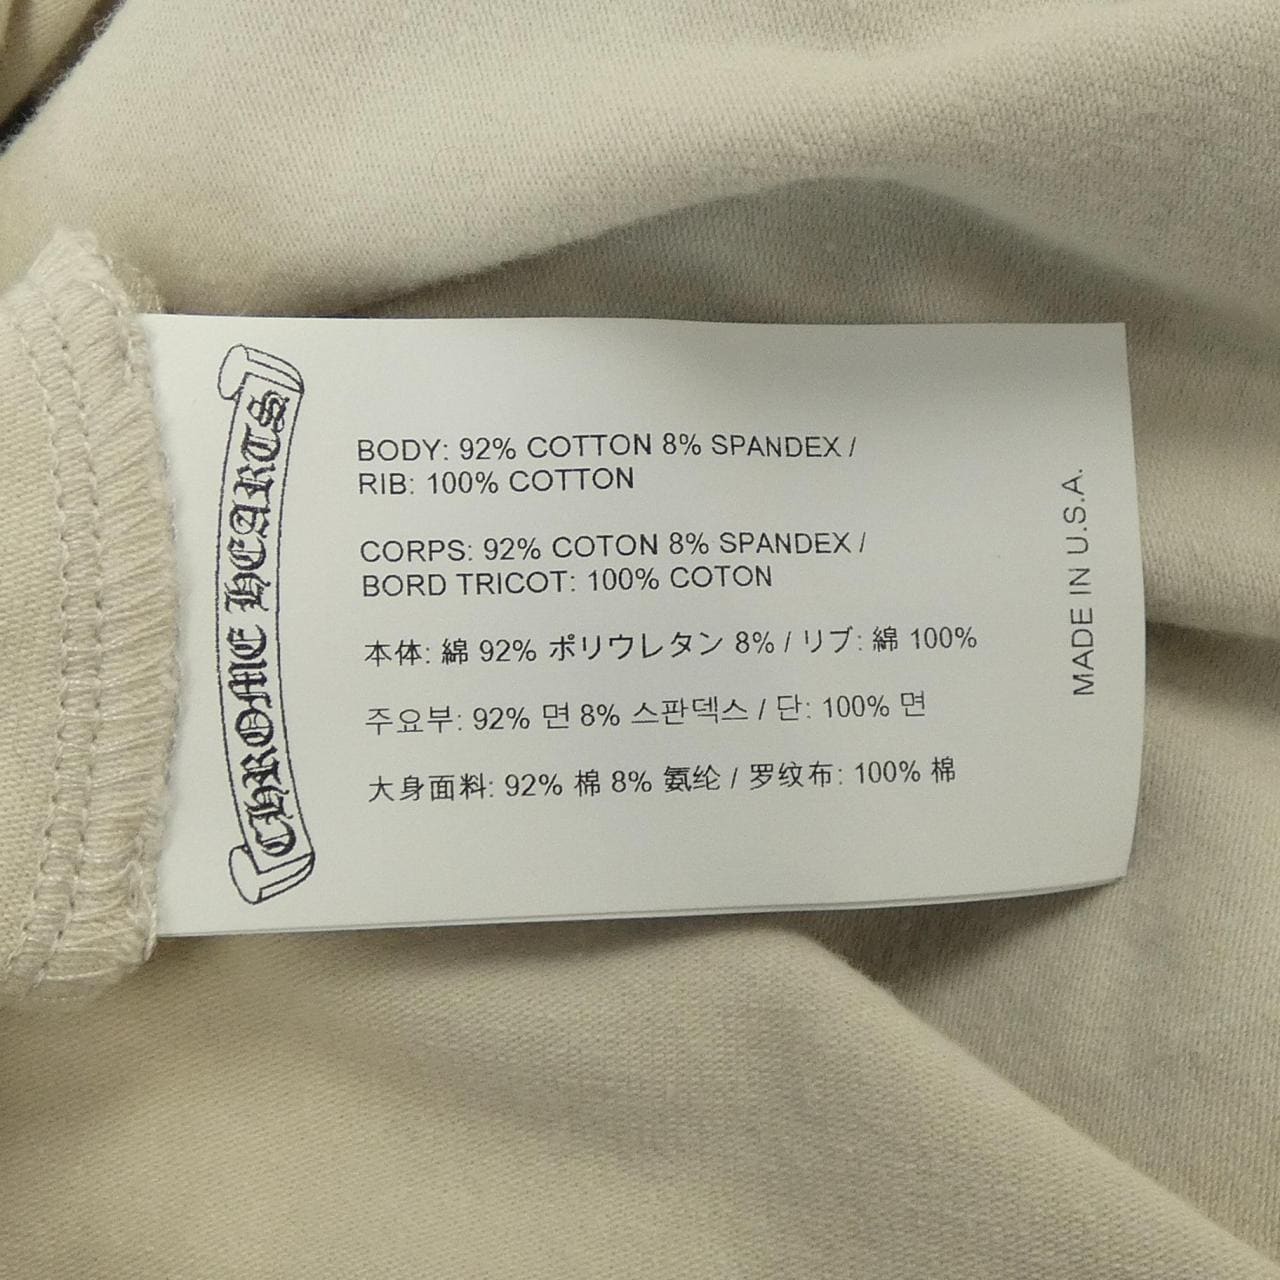 CHROME HEARTS
BODY: 92% COTTON 8% SPANDEX /
RIB: 100% COTTON
CORPS: 92% COTON 8% SPANDEX /
BORD TRICOT: 100% COTON
本体: 綿 92% ポリウレタン 8% / リブ: 綿 100%
주요부: 92% 면 8% 스판덱스 / 단: 100% 면
大身面料: 92% 棉 8% 氨纶 / 罗纹布: 100% 棉
MADE IN U.S.A.